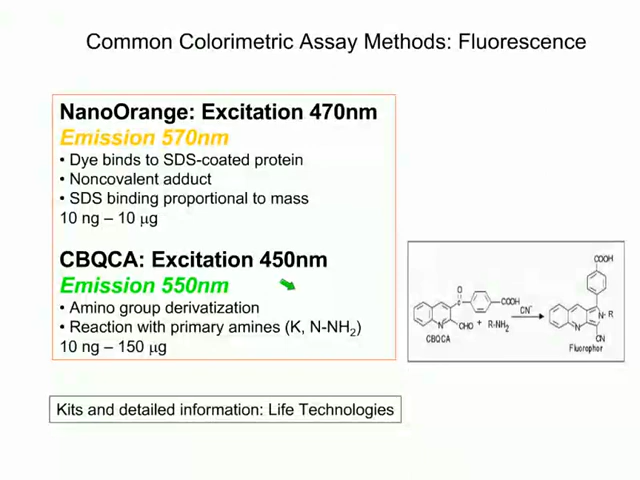 Common Colorimetric Assay Methods: Fluorescence
NanoOrange: Excitation 470nm
Emission 570nm
• Dye binds to SDS-coated protein
• Noncovalent adduct
• SDS binding proportional to mass
10 ng – 10 µg
CBQCA: Excitation 450nm
Emission 550nm
• Amino group derivatization
• Reaction with primary amines (K, N-NH₂)
10 ng – 150 µg
COOH
O
C
COOH
N
CHO
+
R-NH₂
CN⁻
N
N-R
CN
CBQCA
Fluorophor
Kits and detailed information: Life Technologies